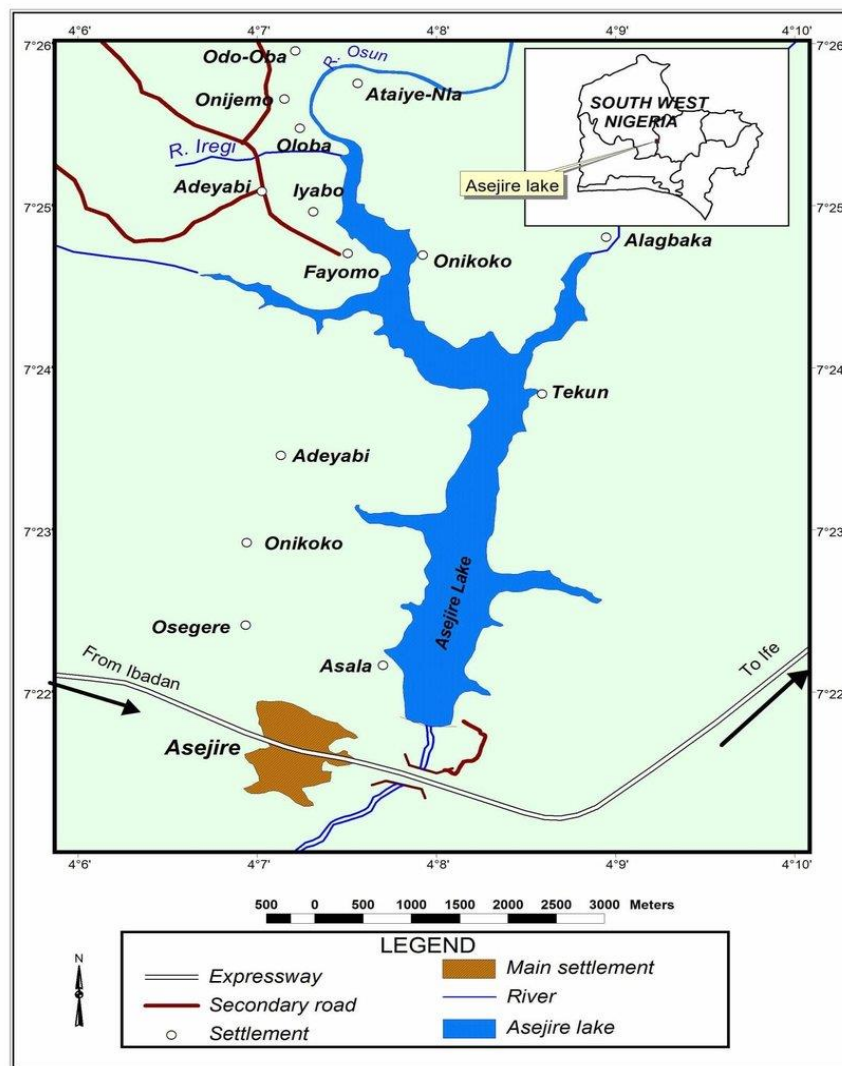 4°6'
4°7'
4°8'
4°9'
4°10'
7°26'
7°26'
Odo-Oba
R. Osun
Ataiye-Nla
Onijemo
Oloba
R. Iregi
Adeyabi
Iyabo
SOUTH WEST
NIGERIA
Asejire lake
7°25'
7°25'
Fayomo
Onikoko
Alagbaka
7°24'
7°24'
Tekun
Adeyabi
7°23'
7°23'
Onikoko
Asejire Lake
Osegere
Asala
From Ibadan
To Ife
7°22'
7°22'
Asejire
4°6'
4°7'
4°8'
4°9'
4°10'
500 0 500 1000 1500 2000 2500 3000 Meters
N
LEGEND
Expressway
Secondary road
Settlement
Main settlement
River
Asejire lake